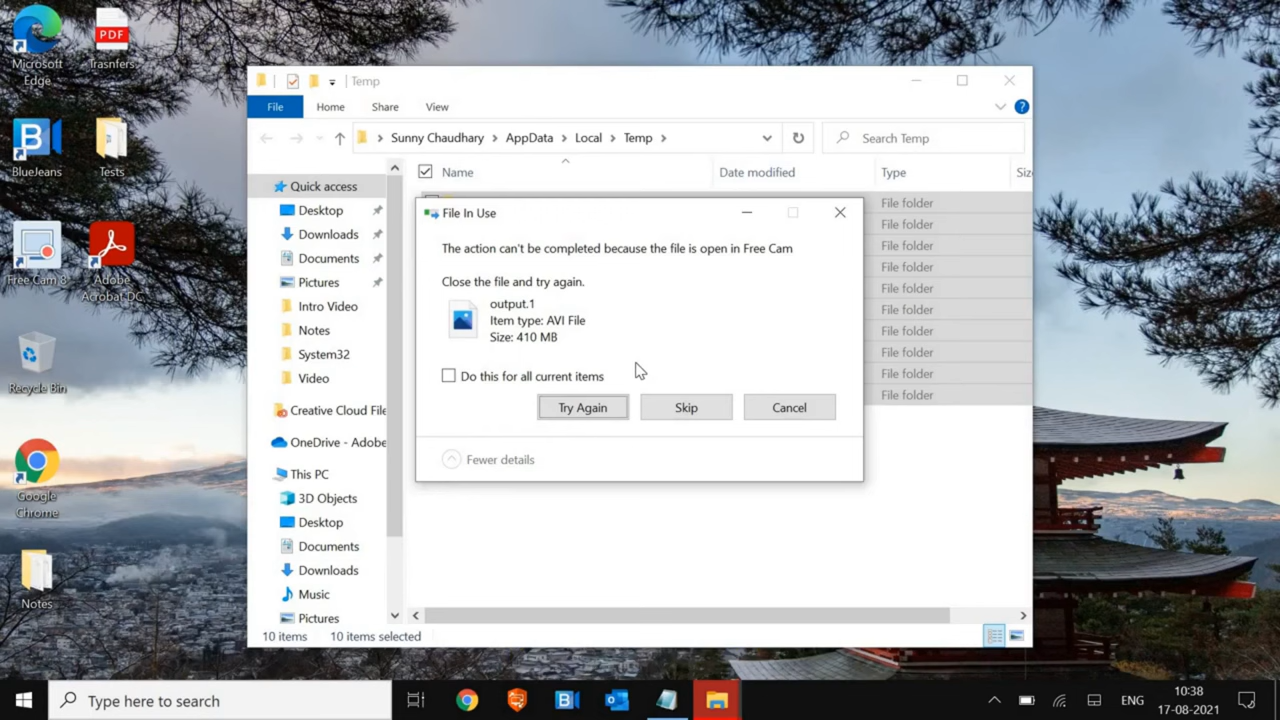 Microsoft
Edge
PDF
Trasnfers
BlueJeans
Tests
Free Cam 8
Adobe
Acrobat DC
Recycle Bin
Google
Chrome
Notes
Temp
File
Home
Share
View
Sunny Chaudhary
AppData
Local
Temp
Search Temp
Name
Date modified
Type
Siz
Quick access
Desktop
Downloads
Documents
Pictures
Intro Video
Notes
System32
Video
Creative Cloud File
OneDrive - Adobe
This PC
3D Objects
Desktop
Documents
Downloads
Music
Pictures
File folder
File folder
File folder
File folder
File folder
File folder
File folder
File folder
File folder
File folder
File In Use
The action can't be completed because the file is open in Free Cam
Close the file and try again.
output.1
Item type: AVI File
Size: 410 MB
Do this for all current items
Try Again
Skip
Cancel
Fewer details
10 items
10 items selected
Type here to search
ENG
10:38
17-08-2021